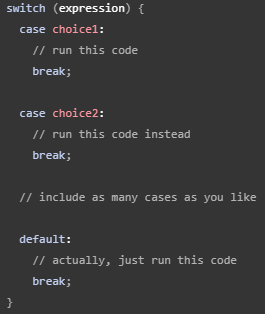 switch (expression) {
  case choice1:
    // run this code
    break;

  case choice2:
    // run this code instead
    break;

  // include as many cases as you like

  default:
    // actually, just run this code
    break;
}